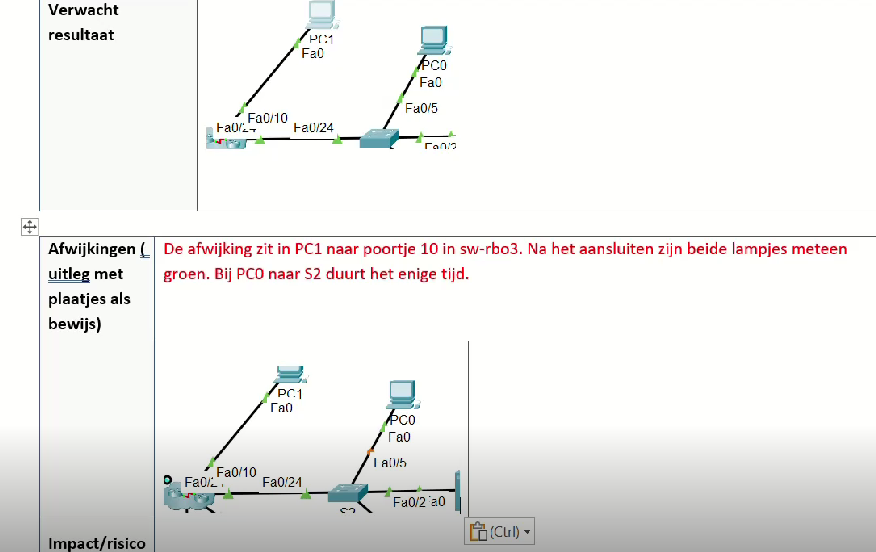 Verwacht
resultaat
PC1
Fa0
PC0
Fa0
Fa0/5
Fa0/10
Fa0/24
Fa0/24
Fa0/2
Afwijkingen (
uitleg met
plaatjes als
bewijs)
De afwijking zit in PC1 naar poortje 10 in sw-rbo3. Na het aansluiten zijn beide lampjes meteen
groen. Bij PC0 naar S2 duurt het enige tijd.
PC1
Fa0
PC0
Fa0
Fa0/5
Fa0/10
Fa0/24
S2
Fa0/2
Fa0
(Ctrl)
Impact/risico